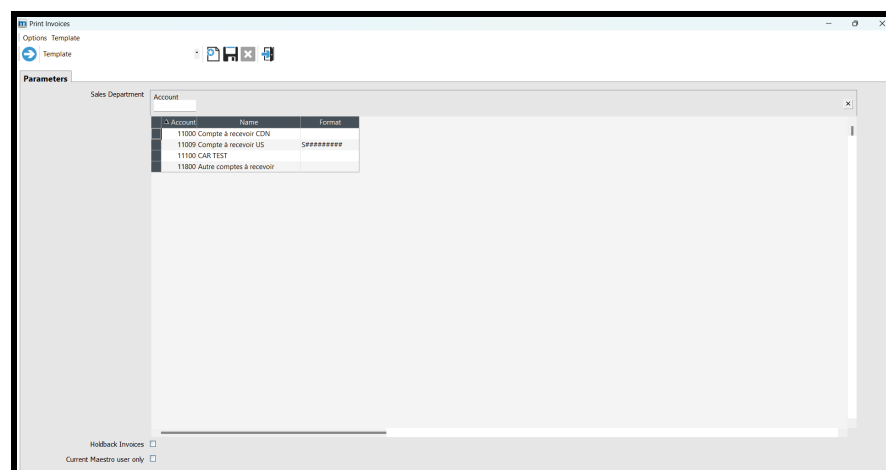 Print Invoices
Options Template
Template
Parameters
Sales Department
Account
Account Name Format
11000 Compte à recevoir CDN
11009 Compte à recevoir US S#########
11100 CAR TEST
11800 Autre comptes à recevoir
Holdback Invoices
Current Maestro user only